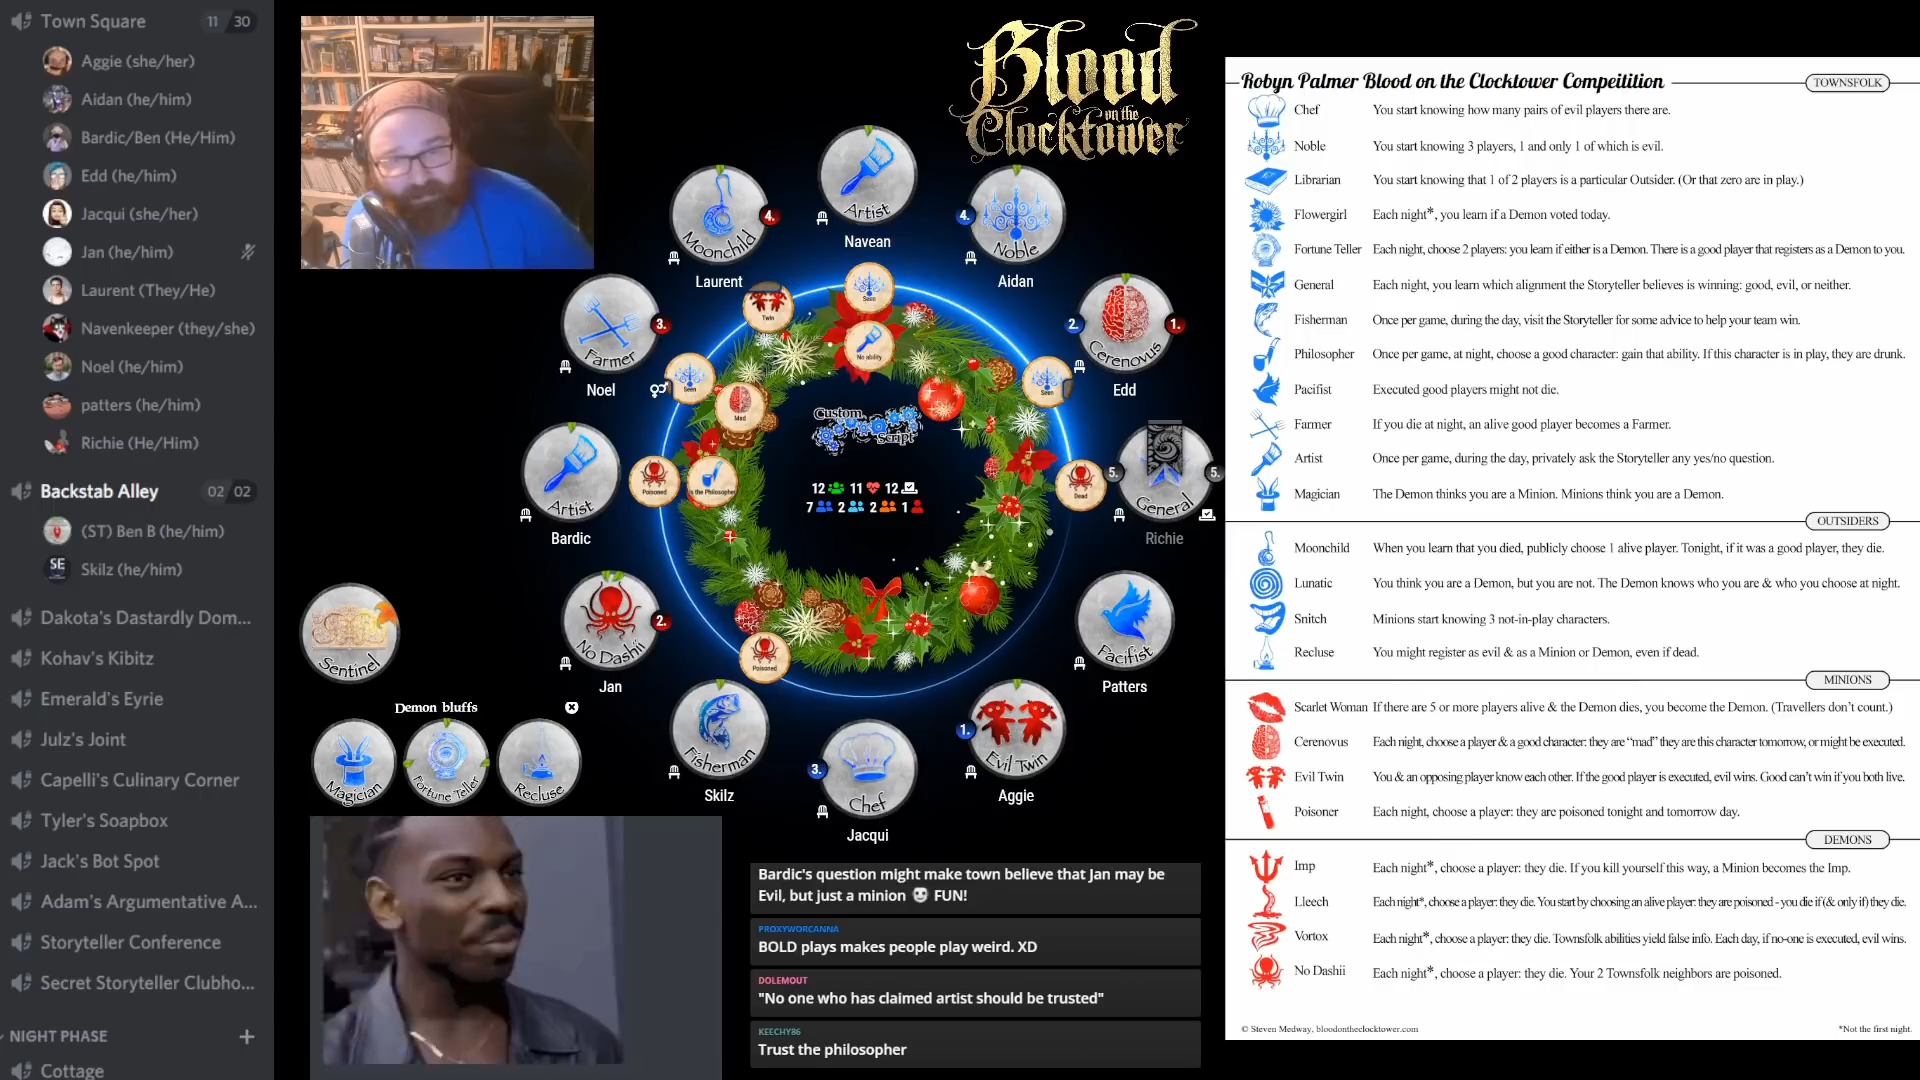 Town Square 11 30
Aggie (she/her)
Aidan (he/him)
Bardic/Ben (He/Him)
Edd (he/him)
Jacqui (she/her)
Jan (he/him)
Laurent (They/He)
Navenkeeper (they/she)
Noel (he/him)
patters (he/him)
Richie (He/Him)
Backstab Alley 02 02
(ST) Ben B (he/him)
SE Skilz (he/him)
Dakota's Dastardly Dom...
Kohav's Kibitz
Emerald's Eyrie
Julz's Joint
Capelli's Culinary Corner
Tyler's Soapbox
Jack's Bot Spot
Adam's Argumentative A...
Storyteller Conference
Secret Storyteller Clubho...
NIGHT PHASE
Cottage
Blood
on the
Clocktower
Artist
Navean
Moonchild
4.
Laurent
4.
Noble
Aidan
Farmer
3.
Noel
2.
Cerenovus
1.
Edd
Artist
Bardic
5.
General
5.
Richie
No Dashii
2.
Jan
Pacifist
Patters
Fisherman
Skilz
3.
Chef
Jacqui
1.
Evil Twin
Aggie
Twin
Seen
No ability
Seen
Mad
Seen
Poisoned
Is the Philosopher
Dead
Poisoned
Custom
Script
12 11 12
7 2 2 1
Sentinel
Demon bluffs
Magician
Fortune Teller
Recluse
Bardic's question might make town believe that Jan may be
Evil, but just a minion FUN!
PROXYWORCANNA
BOLD plays makes people play weird. XD
DOLEMOUT
"No one who has claimed artist should be trusted"
KEECHY86
Trust the philosopher
Robyn Palmer Blood on the Clocktower Compeitition
TOWNSFOLK
Chef You start knowing how many pairs of evil players there are.
Noble You start knowing 3 players, 1 and only 1 of which is evil.
Librarian You start knowing that 1 of 2 players is a particular Outsider. (Or that zero are in play.)
Flowergirl Each night*, you learn if a Demon voted today.
Fortune Teller Each night, choose 2 players: you learn if either is a Demon. There is a good player that registers as a Demon to you.
General Each night, you learn which alignment the Storyteller believes is winning: good, evil, or neither.
Fisherman Once per game, during the day, visit the Storyteller for some advice to help your team win.
Philosopher Once per game, at night, choose a good character: gain that ability. If this character is in play, they are drunk.
Pacifist Executed good players might not die.
Farmer If you die at night, an alive good player becomes a Farmer.
Artist Once per game, during the day, privately ask the Storyteller any yes/no question.
Magician The Demon thinks you are a Minion. Minions think you are a Demon.
OUTSIDERS
Moonchild When you learn that you died, publicly choose 1 alive player. Tonight, if it was a good player, they die.
Lunatic You think you are a Demon, but you are not. The Demon knows who you are & who you choose at night.
Snitch Minions start knowing 3 not-in-play characters.
Recluse You might register as evil & as a Minion or Demon, even if dead.
MINIONS
Scarlet Woman If there are 5 or more players alive & the Demon dies, you become the Demon. (Travellers don't count.)
Cerenovus Each night, choose a player & a good character: they are "mad" they are this character tomorrow, or might be executed.
Evil Twin You & an opposing player know each other. If the good player is executed, evil wins. Good can't win if you both live.
Poisoner Each night, choose a player: they are poisoned tonight and tomorrow day.
DEMONS
Imp Each night*, choose a player: they die. If you kill yourself this way, a Minion becomes the Imp.
Lleech Each night*, choose a player: they die. You start by choosing an alive player: they are poisoned - you die if (& only if) they die.
Vortox Each night*, choose a player: they die. Townsfolk abilities yield false info. Each day, if no-one is executed, evil wins.
No Dashii Each night*, choose a player: they die. Your 2 Townsfolk neighbors are poisoned.
© Steven Medway, bloodontheclocktower.com *Not the first night.